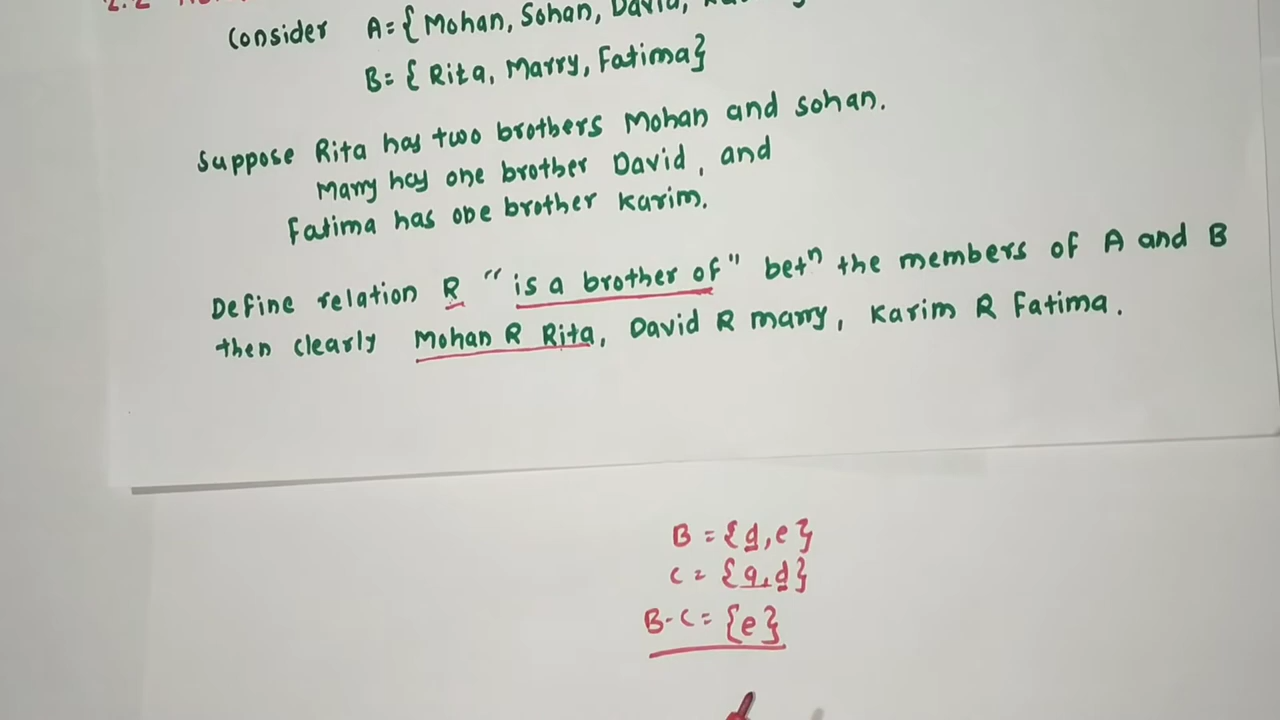 2.2
Consider A={Mohan, Sohan, David,
B= { Rita, Marry, Fatima}
Suppose Rita has two brothers Mohan and Sohan.
Marry has one brother David, and
Fatima has one brother Karim.
Define relation R "is a brother of" betⁿ the members of A and B
then clearly Mohan R Rita, David R marry, Karim R Fatima.
B = {d,e}
C = {a,d}
B-C = {e}